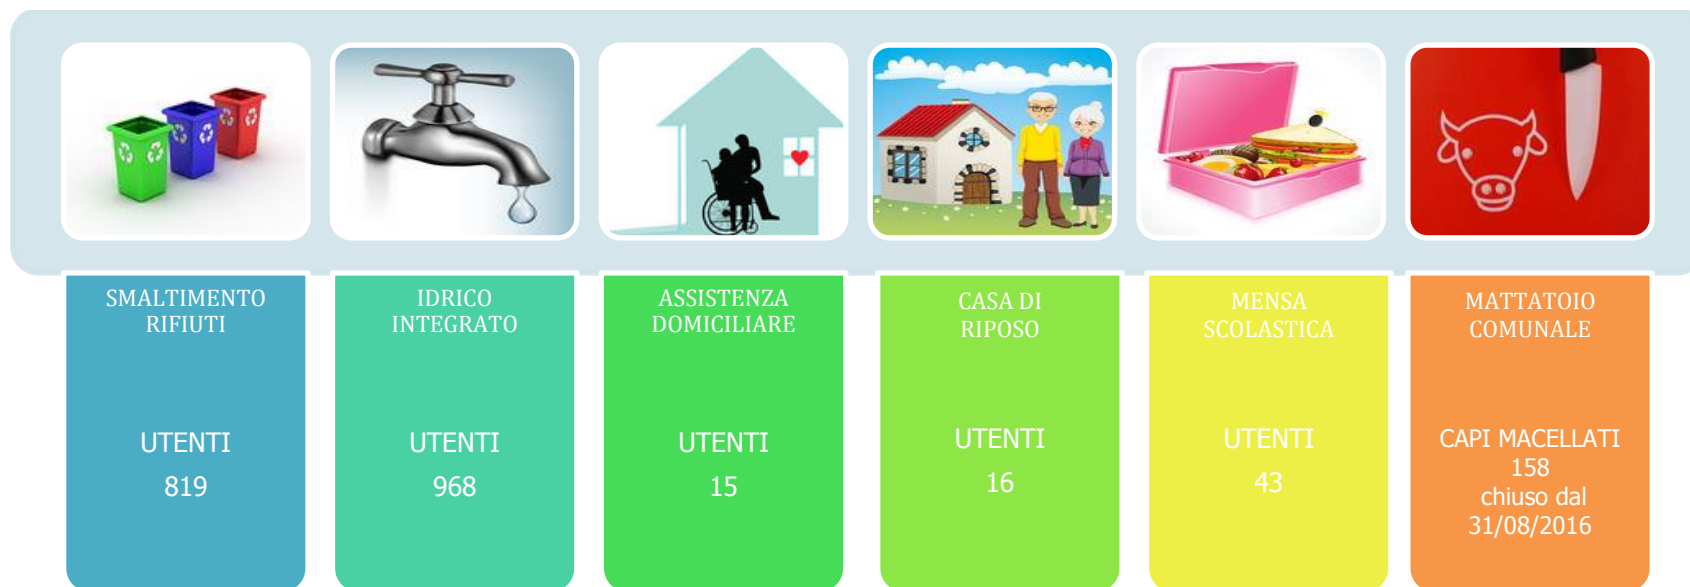 SMALTIMENTO
RIFIUTI
UTENTI
819
IDRICO
INTEGRATO
UTENTI
968
ASSISTENZA
DOMICILIARE
UTENTI
15
CASA DI
RIPOSO
UTENTI
16
MENSA
SCOLASTICA
UTENTI
43
MATTATOIO
COMUNALE
CAPI MACELLATI
158
chiuso dal
31/08/2016